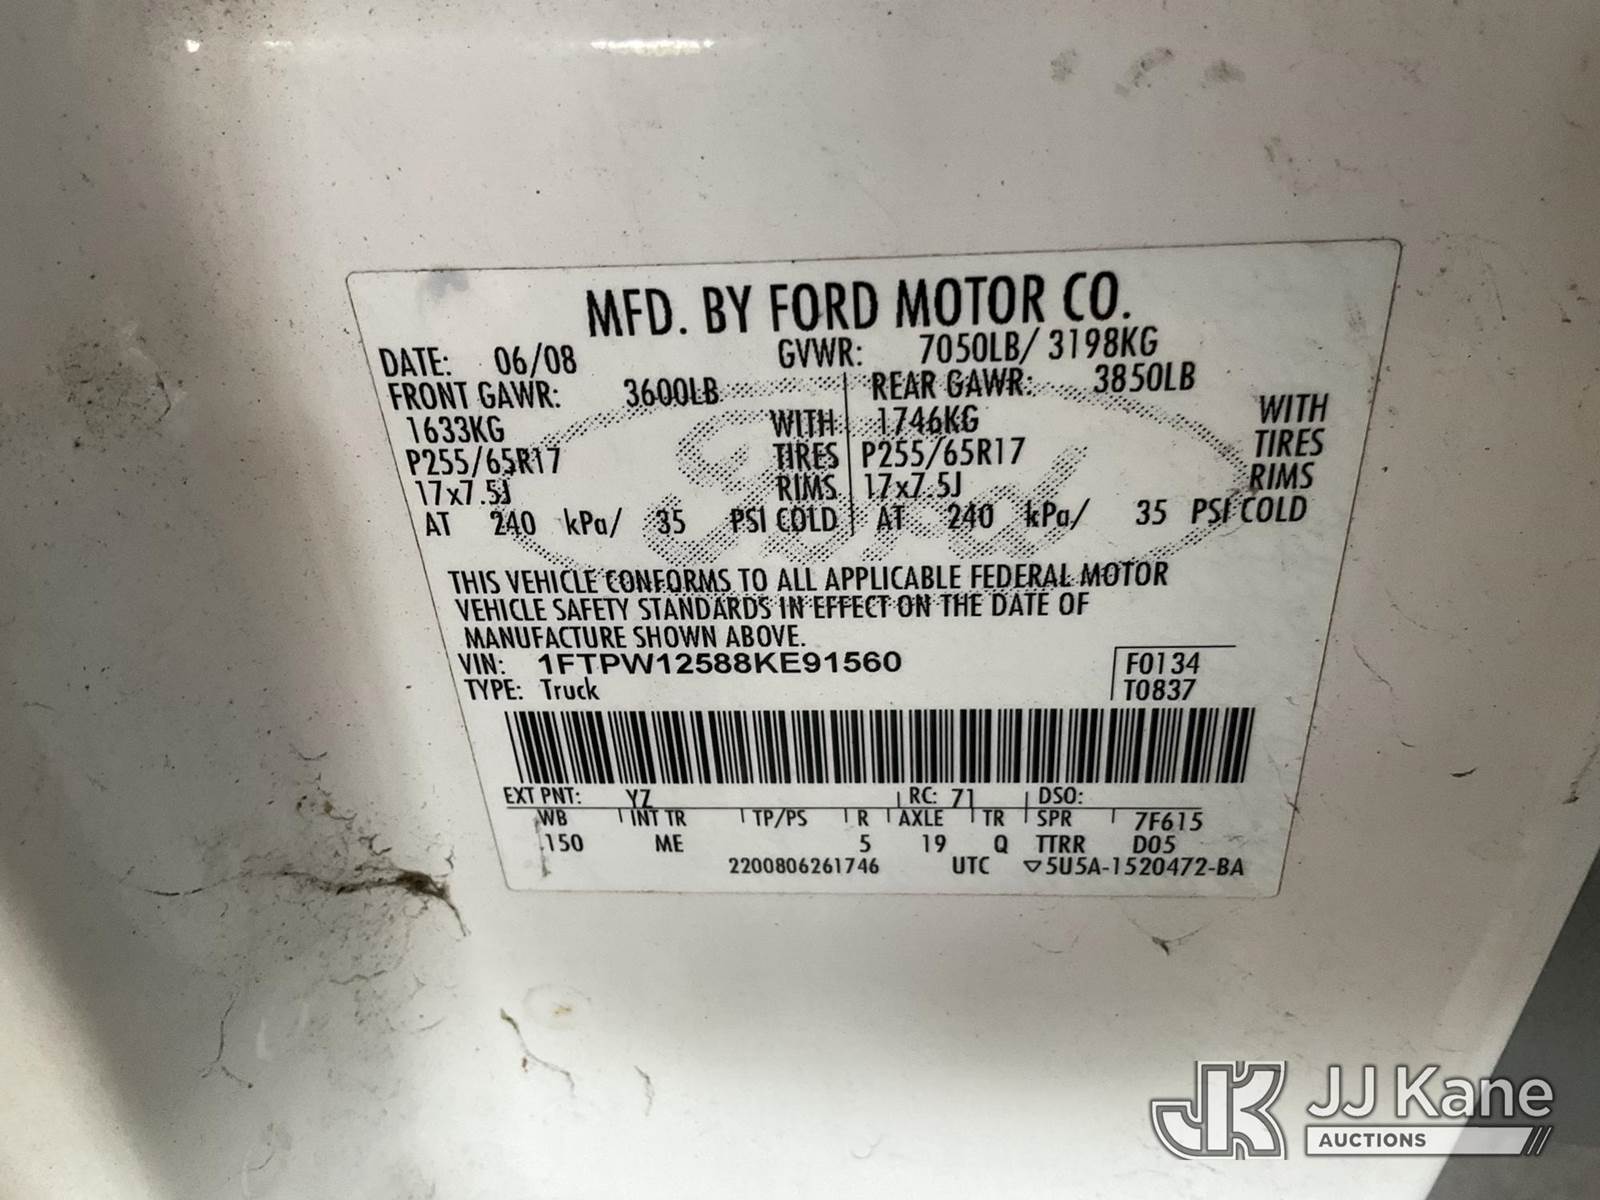 MFD. BY FORD MOTOR CO.
DATE: 06/08 GVWR: 7050LB/ 3198KG
FRONT GAWR: 3600LB REAR GAWR: 3850LB
1633KG WITH 1746KG WITH
P255/65R17 TIRES P255/65R17 TIRES
17x7.5J RIMS 17x7.5J RIMS
AT 240 kPa/ 35 PSI COLD AT 240 kPa/ 35 PSI COLD
Ford
THIS VEHICLE CONFORMS TO ALL APPLICABLE FEDERAL MOTOR
VEHICLE SAFETY STANDARDS IN EFFECT ON THE DATE OF
MANUFACTURE SHOWN ABOVE.
VIN: 1FTPW12588KE91560 F0134
TYPE: Truck T0837
EXT PNT: YZ RC: 71 DSO:
WB INT TR TP/PS R AXLE TR SPR 7F615
150 ME 5 19 Q TTRR D05
2200806261746 UTC ▽5U5A-1520472-BA
JK JJ Kane
AUCTIONS